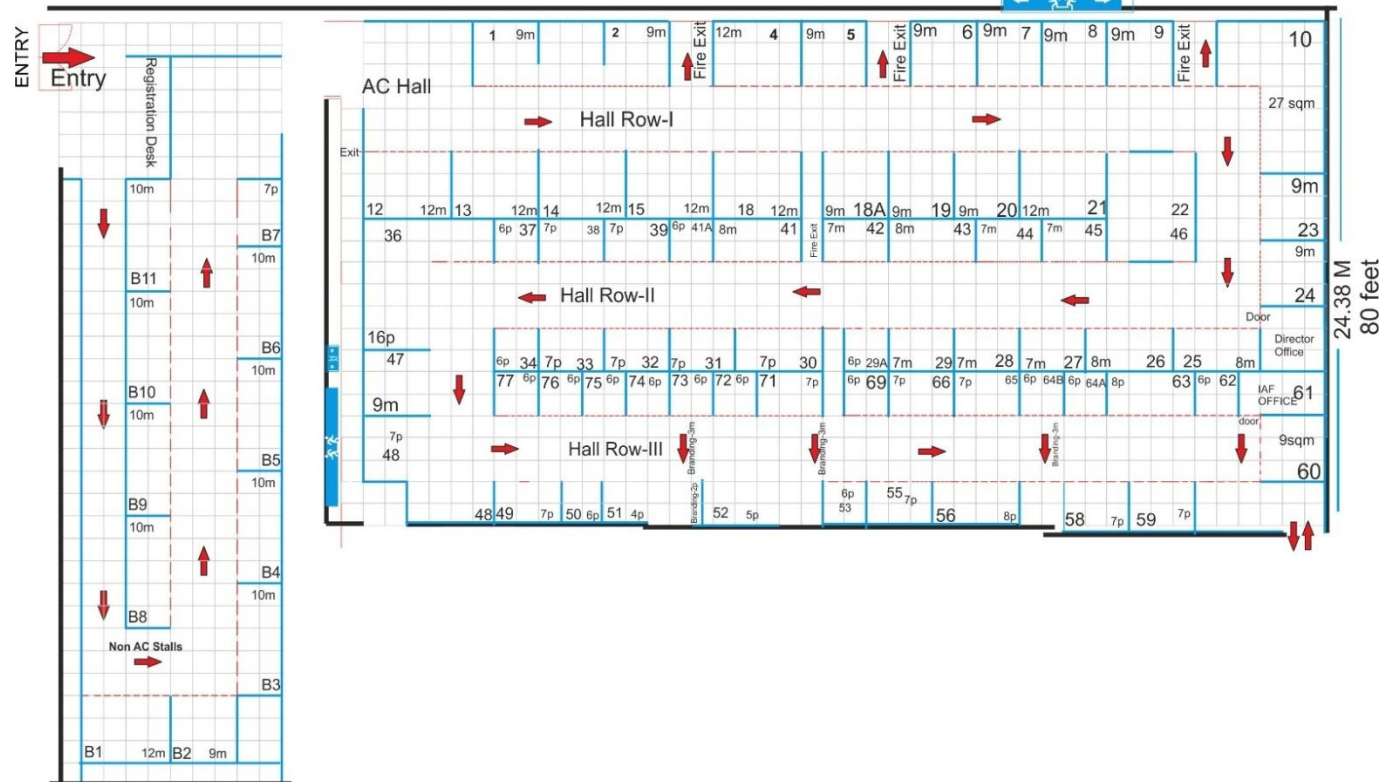 ENTRY
Entry
Registration Desk
10m
7p
B7
10m
B11
10m
B6
10m
B10
10m
B5
10m
B9
10m
B4
10m
B8
Non AC Stalls
B3
B1 12m B2 9m
1 9m 2 9m Fire Exit 12m 4 9m 5 Fire Exit 9m 6 9m 7 9m 8 9m 9 Fire Exit 10
AC Hall
27 sqm
Hall Row-I
Exit
9m
12 12m 13 12m 14 12m 15 12m 18 12m 9m 18A 9m 19 9m 20 12m 21 22
36 6p 37 7p 38 7p 39 6p 41A 8m 41 Fire Exit 7m 42 8m 43 7m 44 7m 45 46 23
9m
Hall Row-II
24
24.38 M
80 feet
Door
16p
47
6p 34 7p 33 7p 32 7p 31 7p 30 6p 29A 7m 29 7m 28 7m 27 8m 26 25 8m
Director
Office
77 6p 76 6p 75 6p 74 6p 73 6p 72 6p 71 7p 6p 69 7p 66 7p 65 6p 64B 6p 64A 8p 63 6p 62
IAF
OFFICE
61
9m
door
7p
48
Hall Row-III
Branding-3m
Branding-3m
Branding-3m
9sqm
60
48 49 7p 50 6p 51 4p Branding-2p 52 5p 6p 53 55 7p 56 8p 58 7p 59 7p